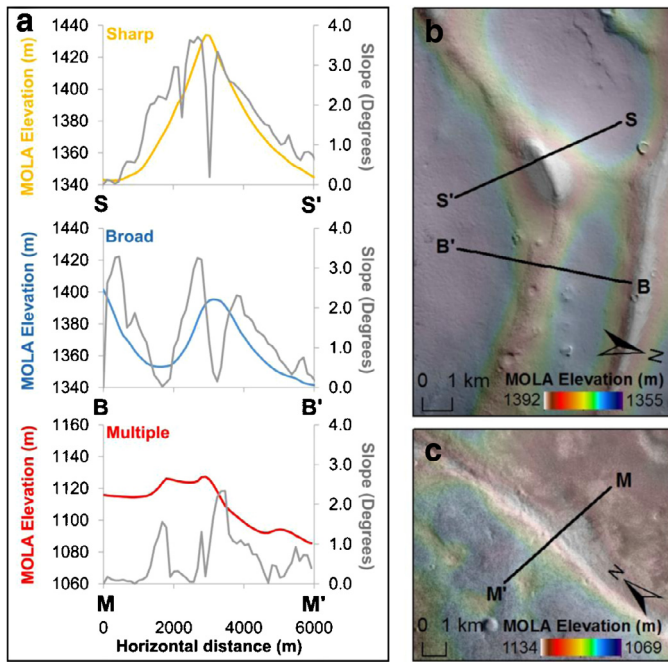 a
Sharp
MOLA Elevation (m)
1440
1420
1400
1380
1360
1340
4.0
3.0
2.0
1.0
0.0
Slope (Degrees)
S S'
Broad
MOLA Elevation (m)
1440
1420
1400
1380
1360
1340
4.0
3.0
2.0
1.0
0.0
Slope (Degrees)
B B'
Multiple
MOLA Elevation (m)
1160
1140
1120
1100
1080
1060
4.0
3.0
2.0
1.0
0.0
Slope (Degrees)
M M'
0 2000 4000 6000
Horizontal distance (m)
b
S
S'
B'
B
N
0 1 km
MOLA Elevation (m)
1392 1355
c
M
M'
N
0 1 km
MOLA Elevation (m)
1134 1069